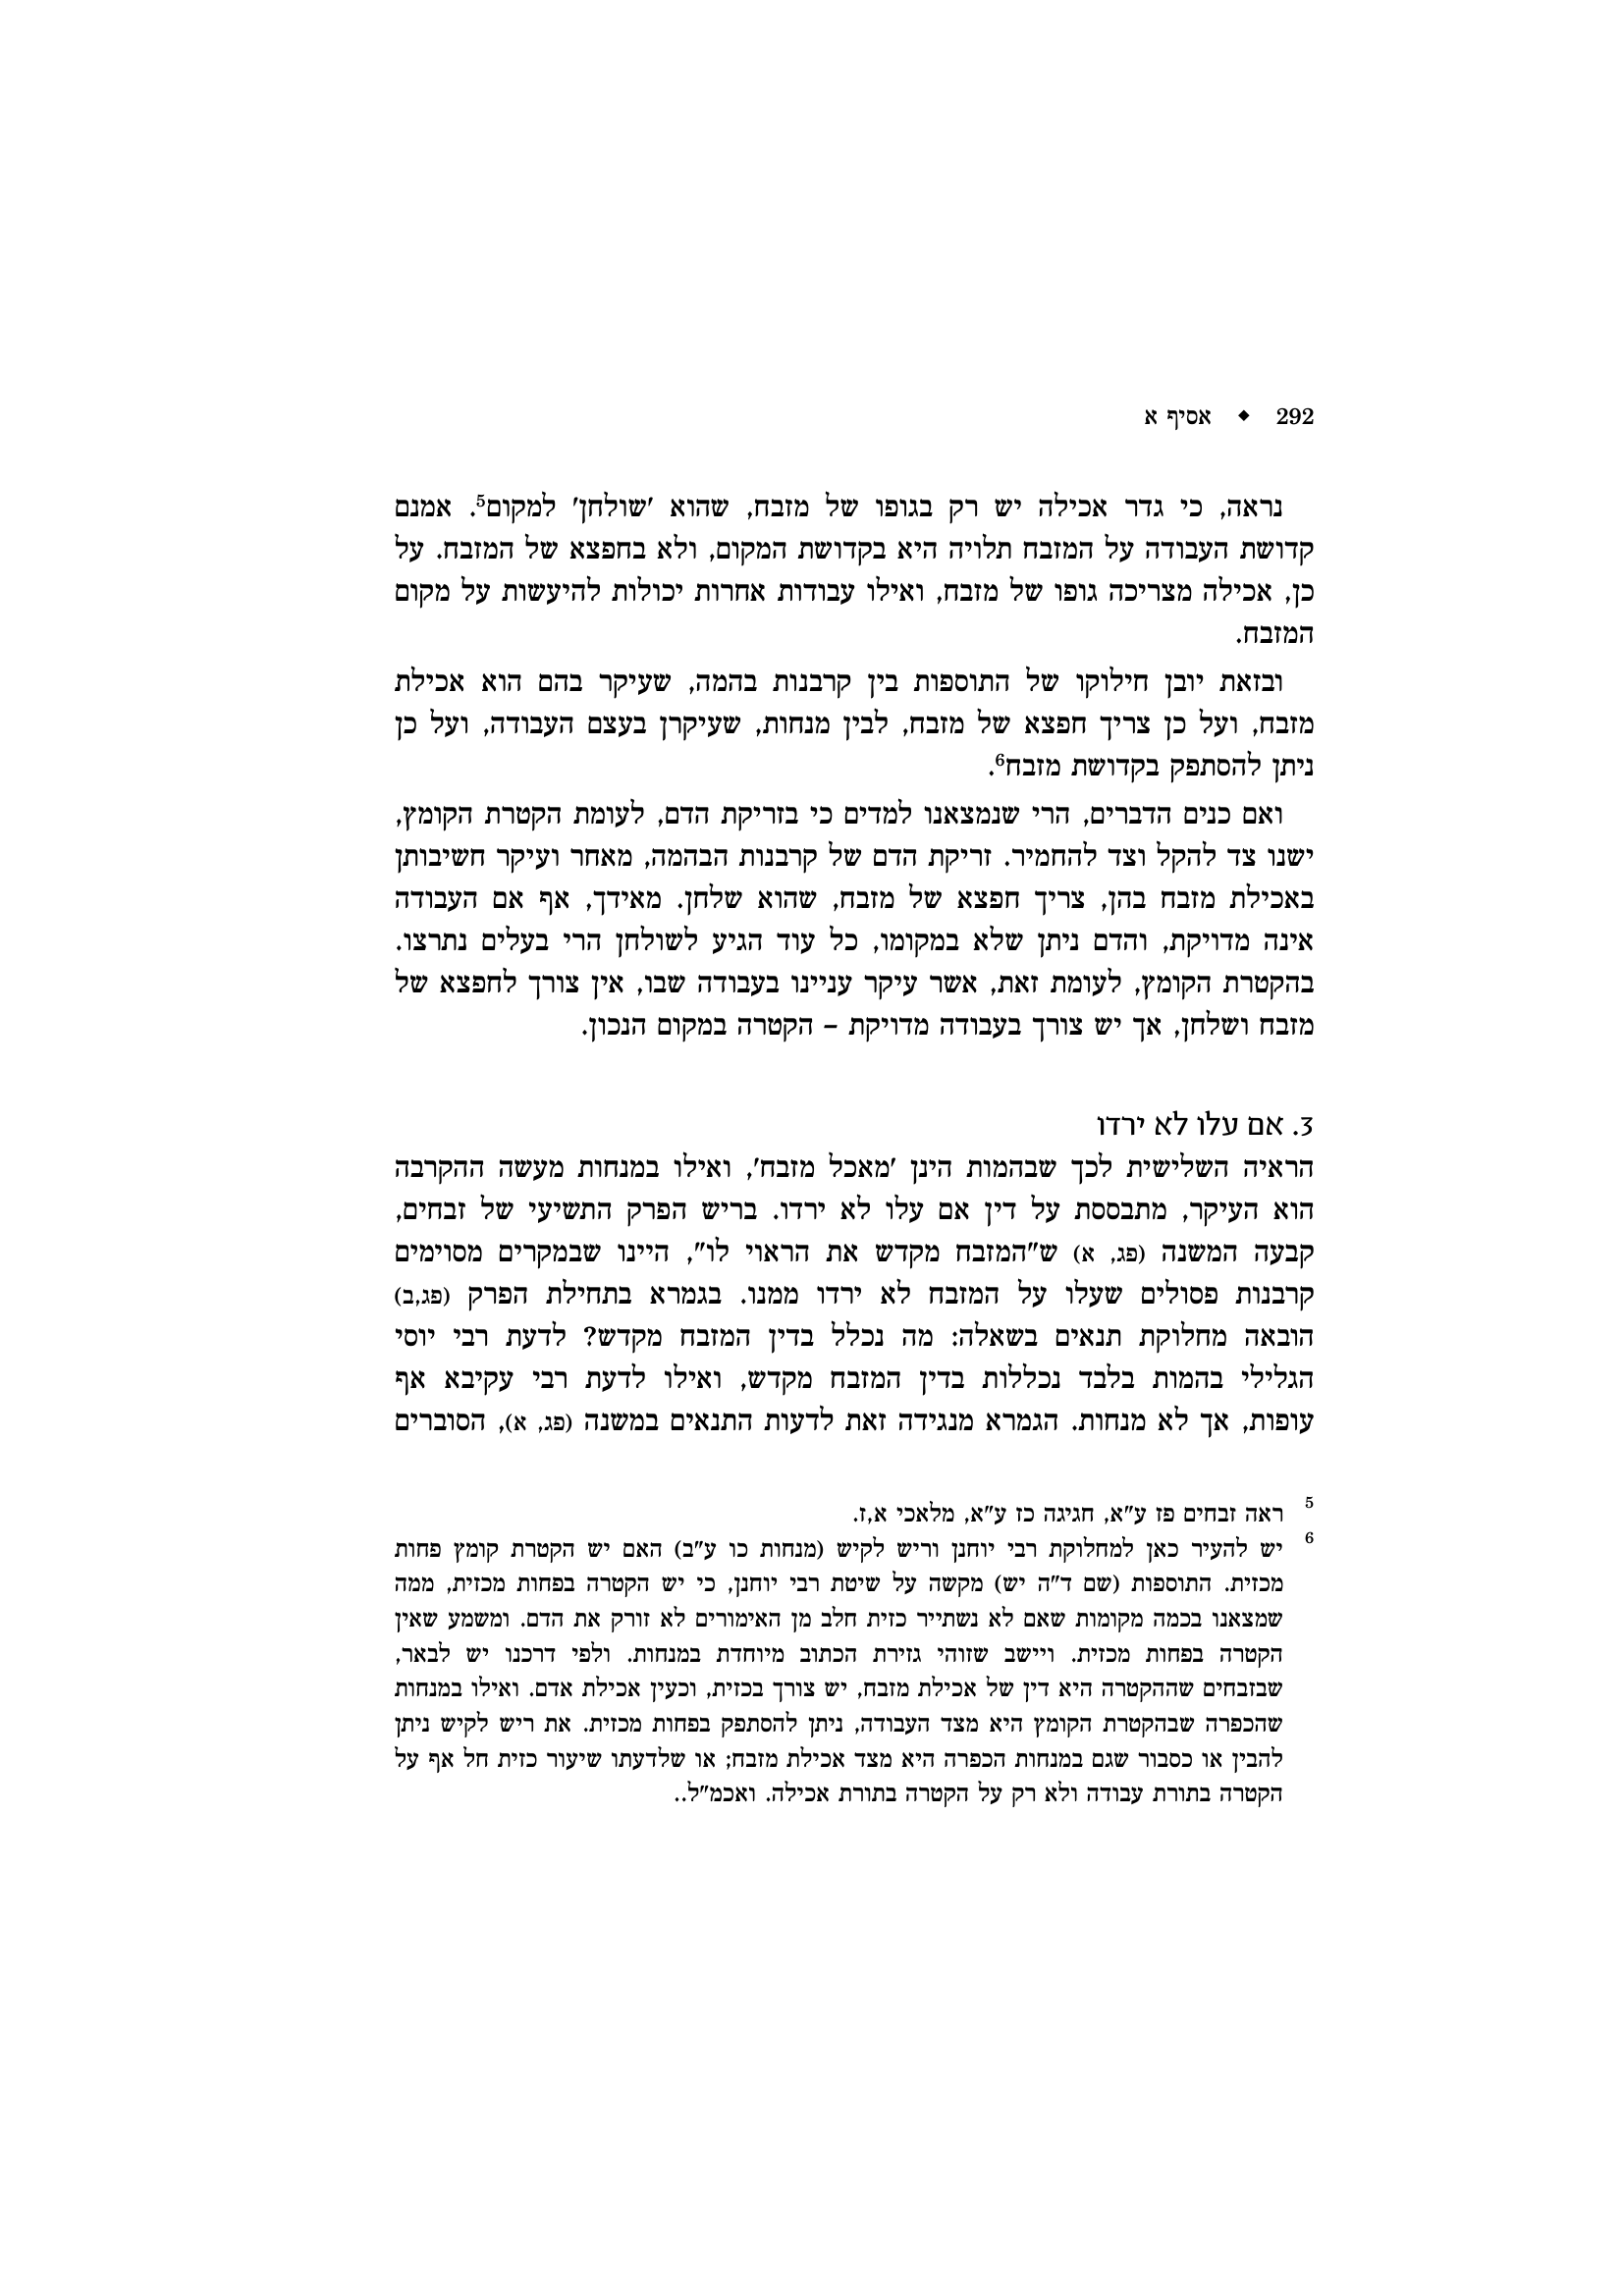 292 ◆ אסיף א
נראה, כי גדר אכילה יש רק בגופו של מזבח, שהוא 'שולחן' למקום5. אמנם
קדושת העבודה על המזבח תלויה היא בקדושת המקום, ולא בחפצא של המזבח. על
כן, אכילה מצריכה גופו של מזבח, ואילו עבודות אחרות יכולות להיעשות על מקום
המזבח.
ובזאת יובן חילוקו של התוספות בין קרבנות בהמה, שעיקר בהם הוא אכילת
מזבח, ועל כן צריך חפצא של מזבח, לבין מנחות, שעיקרן בעצם העבודה, ועל כן
ניתן להסתפק בקדושת מזבח6.
ואם כנים הדברים, הרי שנמצאנו למדים כי בזריקת הדם, לעומת הקטרת הקומץ,
ישנו צד להקל וצד להחמיר. זריקת הדם של קרבנות הבהמה, מאחר ועיקר חשיבותן
באכילת מזבח בהן, צריך חפצא של מזבח, שהוא שלחן. מאידך, אף אם העבודה
אינה מדויקת, והדם ניתן שלא במקומו, כל עוד הגיע לשולחן הרי בעלים נתרצו.
בהקטרת הקומץ, לעומת זאת, אשר עיקר עניינו בעבודה שבו, אין צורך לחפצא של
מזבח ושלחן, אך יש צורך בעבודה מדויקת – הקטרה במקום הנכון.
3. אם עלו לא ירדו
הראיה השלישית לכך שבהמות הינן 'מאכל מזבח', ואילו במנחות מעשה ההקרבה
הוא העיקר, מתבססת על דין אם עלו לא ירדו. בריש הפרק התשיעי של זבחים,
קבעה המשנה (פג, א) ש"המזבח מקדש את הראוי לו", היינו שבמקרים מסוימים
קרבנות פסולים שעלו על המזבח לא ירדו ממנו. בגמרא בתחילת הפרק (פג,ב)
הובאה מחלוקת תנאים בשאלה: מה נכלל בדין המזבח מקדש? לדעת רבי יוסי
הגלילי בהמות בלבד נכללות בדין המזבח מקדש, ואילו לדעת רבי עקיבא אף
עופות, אך לא מנחות. הגמרא מנגידה זאת לדעות התנאים במשנה (פג, א), הסוברים
5 ראה זבחים פז ע"א, חגיגה כז ע"א, מלאכי א,ז.
6 יש להעיר כאן למחלוקת רבי יוחנן וריש לקיש (מנחות כו ע"ב) האם יש הקטרת קומץ פחות
מכזית. התוספות (שם ד"ה יש) מקשה על שיטת רבי יוחנן, כי יש הקטרה בפחות מכזית, ממה
שמצאנו בכמה מקומות שאם לא נשתייר כזית חלב מן האימורים לא זורק את הדם. ומשמע שאין
הקטרה בפחות מכזית. ויישב שזוהי גזירת הכתוב מיוחדת במנחות. ולפי דרכנו יש לבאר,
שבזבחים שההקטרה היא דין של אכילת מזבח, יש צורך בכזית, וכעין אכילת אדם. ואילו במנחות
שהכפרה שבהקטרת הקומץ היא מצד העבודה, ניתן להסתפק בפחות מכזית. את ריש לקיש ניתן
להבין או כסבור שגם במנחות הכפרה היא מצד אכילת מזבח; או שלדעתו שיעור כזית חל אף על
הקטרה בתורת עבודה ולא רק על הקטרה בתורת אכילה. ואכמ"ל..